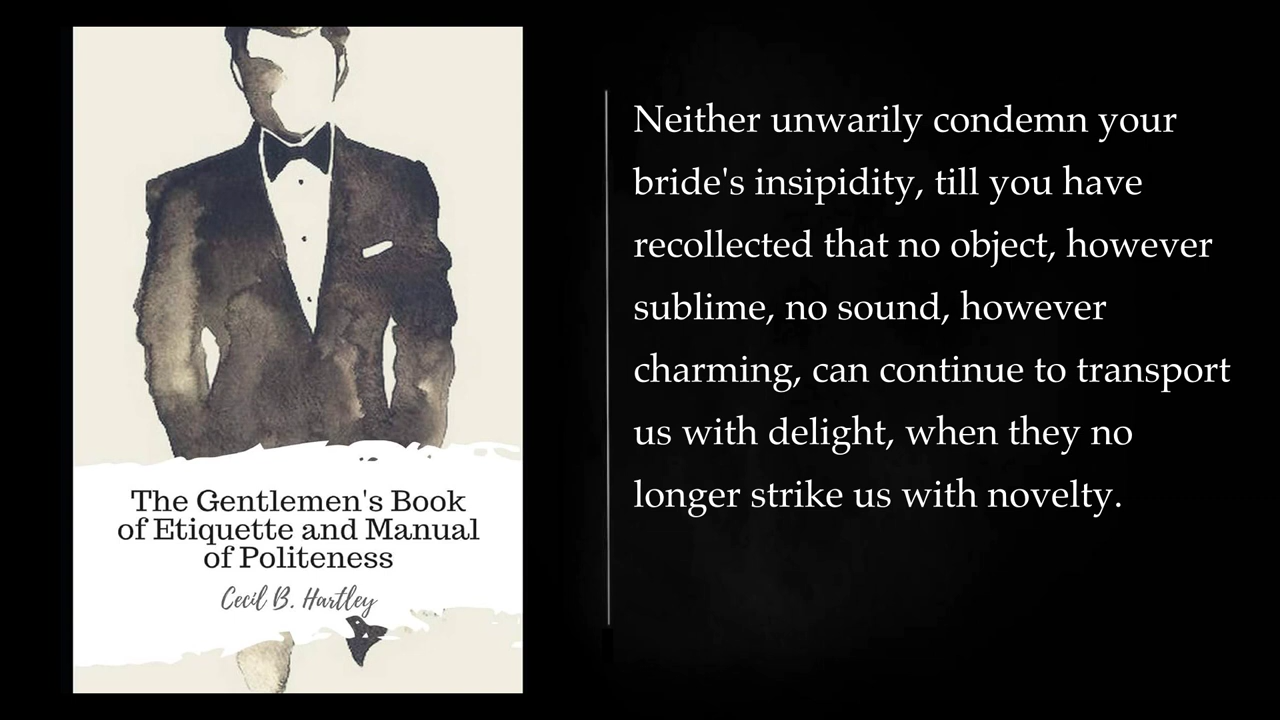 The Gentlemen's Book
of Etiquette and Manual
of Politeness
Cecil B. Hartley
Neither unwarily condemn your
bride's insipidity, till you have
recollected that no object, however
sublime, no sound, however
charming, can continue to transport
us with delight, when they no
longer strike us with novelty.